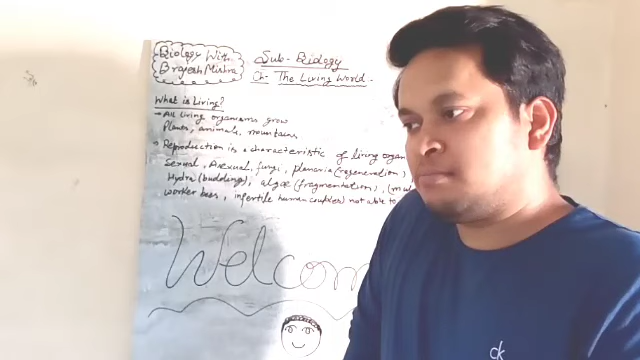 Biology With
Brajesh Mishra
Sub- Biology
Ch- The Living World-
What is Living?
→ All living organisms grow
Plants, animals, mountains
Reproduction is a characteristic of living organ
Sexual, Asexual, fungi, planaria (regeneration)
Hydra (budding), algae (fragmentation), (mul
worker bees, infertile human couples) not able to
Welcom
ck